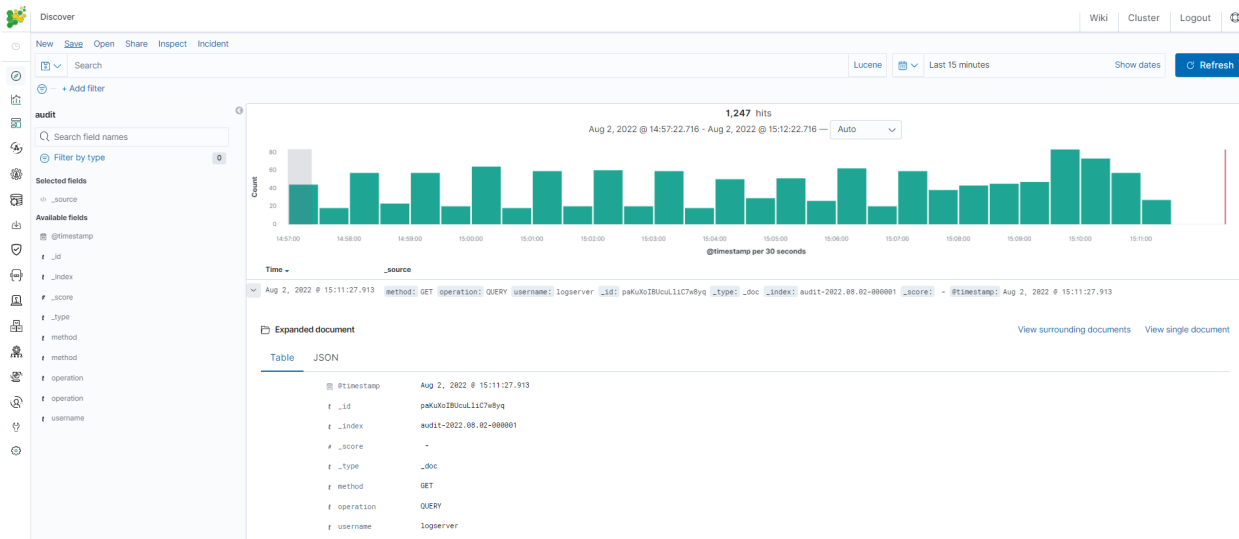 Discover
Wiki Cluster Logout
New Save Open Share Inspect Incident
Search Lucene Last 15 minutes Show dates Refresh
+ Add filter
audit
Search field names
Filter by type 0
Selected fields
_source
Available fields
@timestamp
t _id
t _index
# _score
t _type
t method
t method
t operation
t operation
t username
1,247 hits
Aug 2, 2022 @ 14:57:22.716 - Aug 2, 2022 @ 15:12:22.716 — Auto
Count
80
60
40
20
0
14:57:00 14:58:00 14:59:00 15:00:00 15:01:00 15:02:00 15:03:00 15:04:00 15:05:00 15:06:00 15:07:00 15:08:00 15:09:00 15:10:00 15:11:00
@timestamp per 30 seconds
Time _source
Aug 2, 2022 @ 15:11:27.913 method: GET operation: QUERY username: logserver _id: paKuXoIBUcuLliC7w8yq _type: _doc _index: audit-2022.08.02-000001 _score: - @timestamp: Aug 2, 2022 @ 15:11:27.913
Expanded document View surrounding documents View single document
Table JSON
@timestamp Aug 2, 2022 @ 15:11:27.913
t _id paKuXoIBUcuLliC7w8yq
t _index audit-2022.08.02-000001
# _score -
t _type _doc
t method GET
t operation QUERY
t username logserver